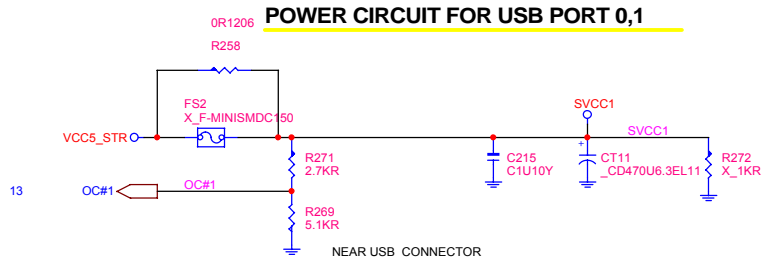 POWER CIRCUIT FOR USB PORT 0,1
0R1206
R258
FS2
X_F-MINISMDC150
VCC5_STR
SVCC1
SVCC1
R271
2.7KR
C215
C1U10Y
+
CT11
_CD470U6.3EL11
R272
X_1KR
13
OC#1
OC#1
R269
5.1KR
NEAR USB CONNECTOR